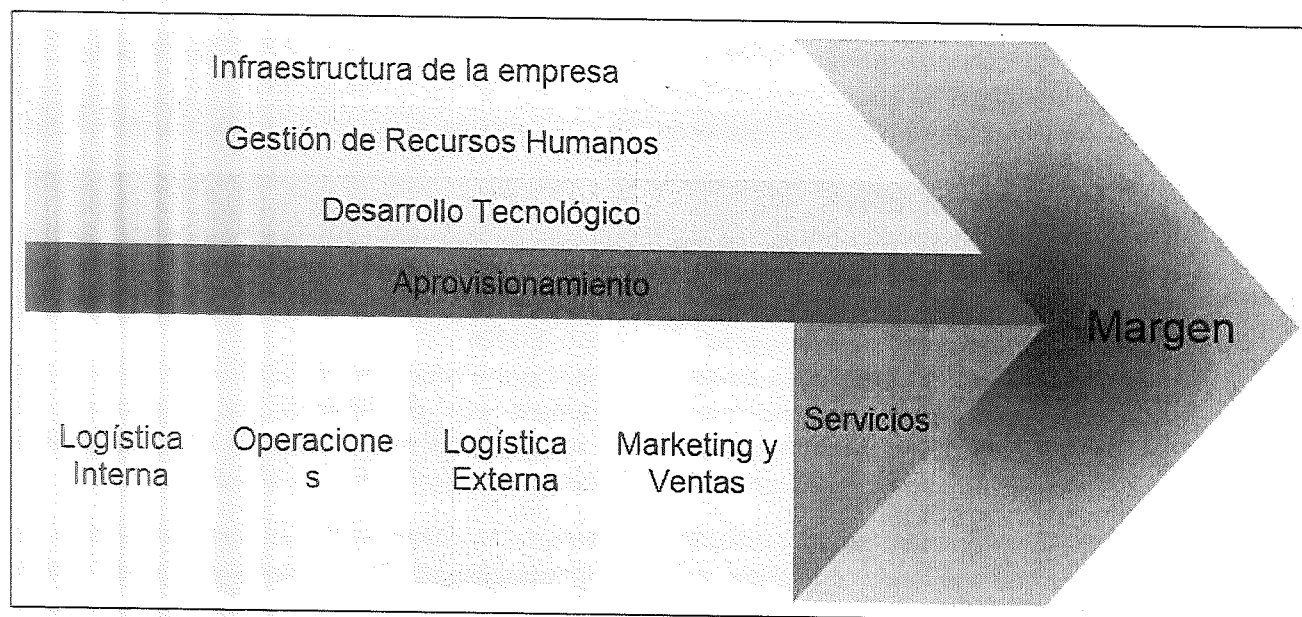 Infraestructura de la empresa
Gestión de Recursos Humanos
Desarrollo Tecnológico
Aprovisionamiento
Margen
Servicios
Logística
Interna
Operacione
s
Logística
Externa
Marketing y
Ventas